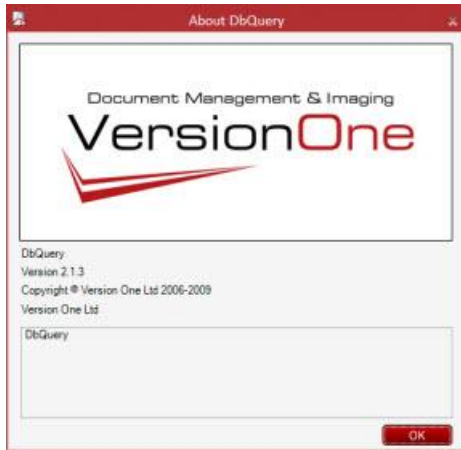 About DbQuery
Document Management & Imaging
VersionOne
DbQuery
Version 2.1.3
Copyright © Version One Ltd 2006-2009
Version One Ltd
DbQuery
OK